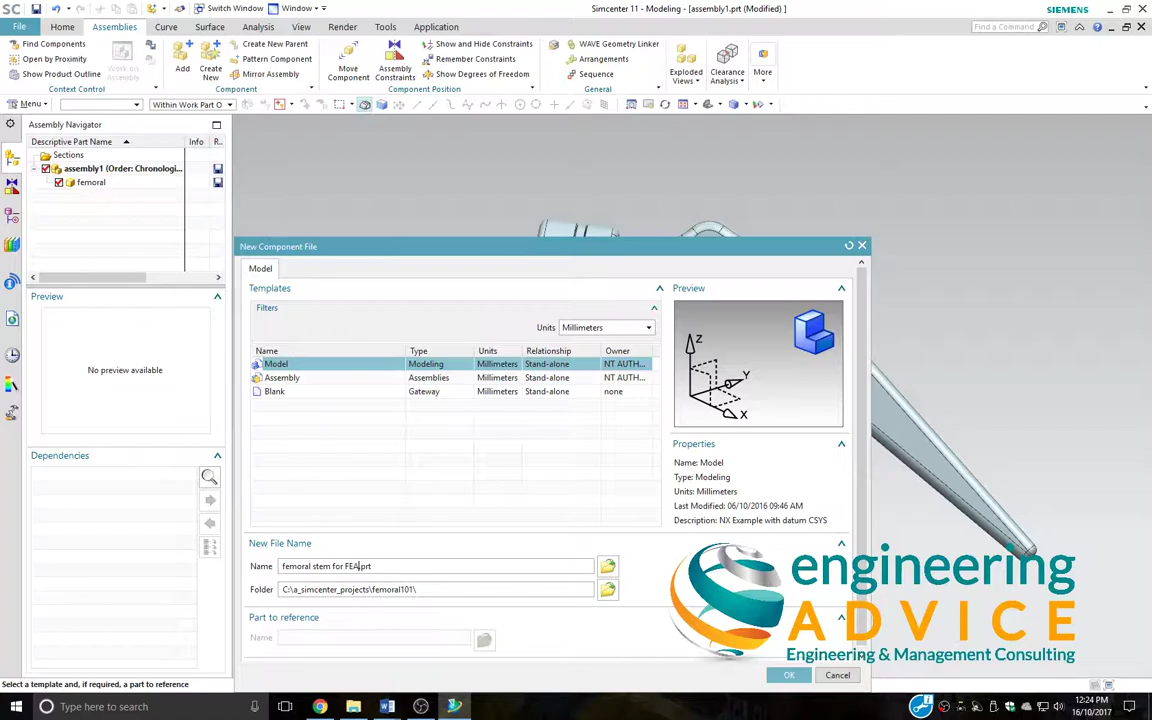 SC
Switch Window
Window
Simcenter 11 - Modeling - [assembly1.prt (Modified) ]
SIEMENS
File
Home
Assemblies
Curve
Surface
Analysis
View
Render
Tools
Application
Find a Command
Find Components
Open by Proximity
Show Product Outline
Work on Assembly
Context Control
Add
Create New
Create New Parent
Pattern Component
Mirror Assembly
Component
Move Component
Assembly Constraints
Show and Hide Constraints
Remember Constraints
Show Degrees of Freedom
Component Position
WAVE Geometry Linker
Arrangements
Sequence
General
Exploded Views
Clearance Analysis
More
Menu
Within Work Part O
Assembly Navigator
Descriptive Part Name
Info
R..
Sections
assembly1 (Order: Chronologi...
femoral
Preview
No preview available
Dependencies
New Component File
Model
Templates
Filters
Units Millimeters
Name Type Units Relationship Owner
Model Modeling Millimeters Stand-alone NT AUTH...
Assembly Assemblies Millimeters Stand-alone NT AUTH...
Blank Gateway Millimeters Stand-alone none
Preview
Z
Y
X
Properties
Name: Model
Type: Modeling
Units: Millimeters
Last Modified: 06/10/2016 09:46 AM
Description: NX Example with datum CSYS
New File Name
Name femoral stem for FEA.prt
Folder C:\a_simcenter_projects\femoral101\
Part to reference
Name
OK
Cancel
engineering
ADVICE
Engineering & Management Consulting
Select a template and, if required, a part to reference
Type here to search
12:24 PM
16/10/2017